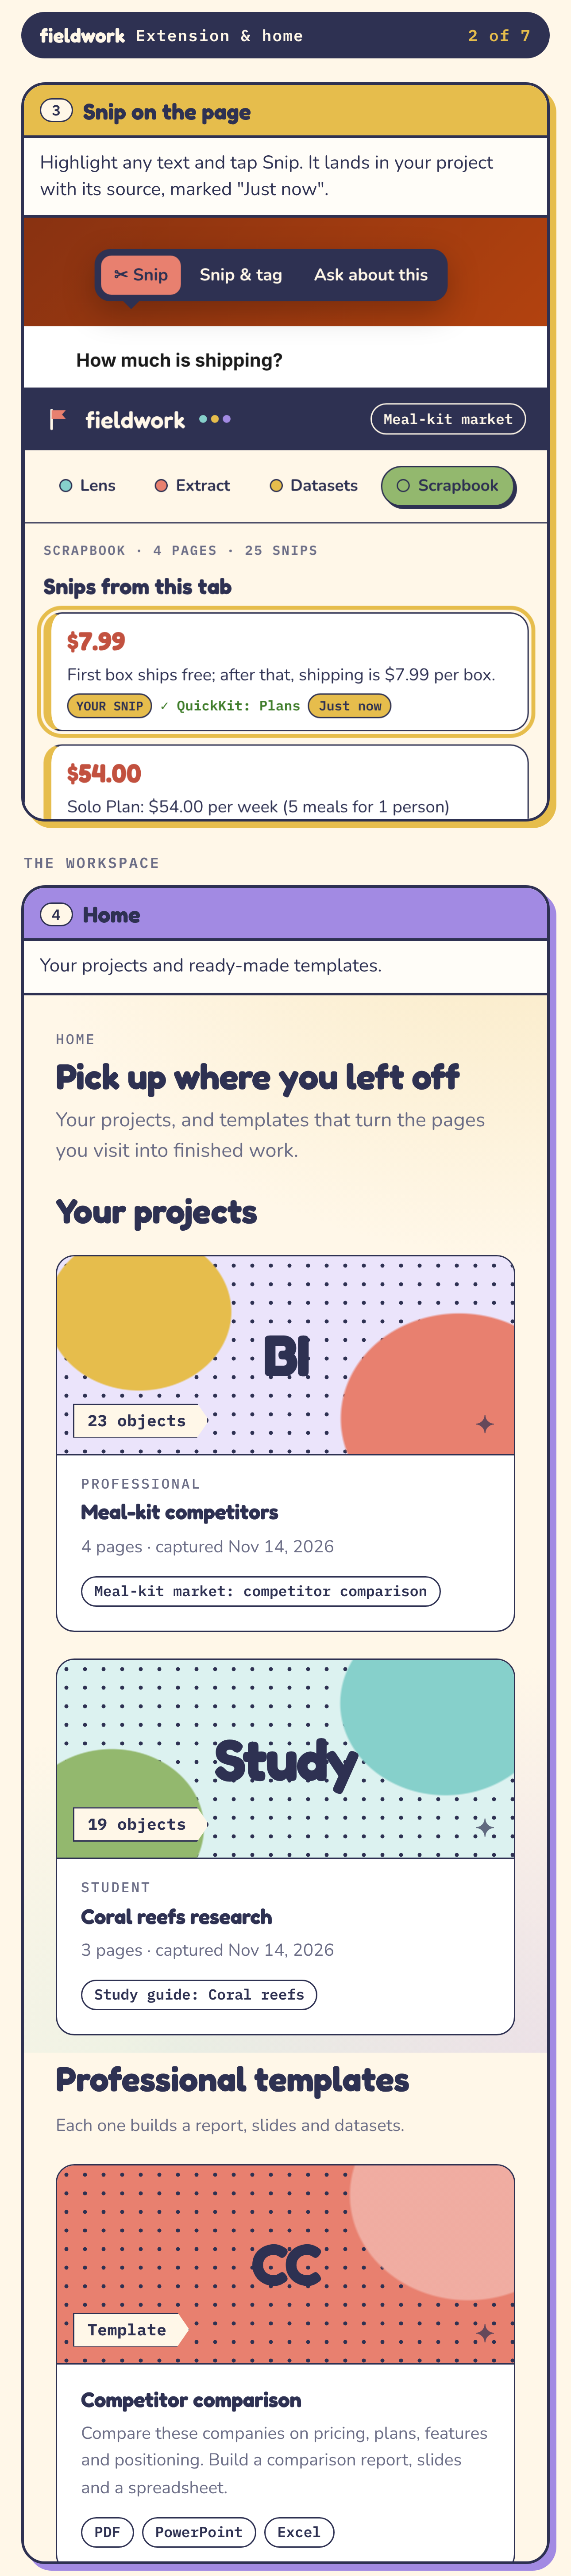 fieldwork Extension & home 2 of 7
3 Snip on the page
Highlight any text and tap Snip. It lands in your project
with its source, marked "Just now".
✂ Snip Snip & tag Ask about this
How much is shipping?
fieldwork Meal-kit market
Lens Extract Datasets Scrapbook
SCRAPBOOK · 4 PAGES · 25 SNIPS
Snips from this tab
$7.99
First box ships free; after that, shipping is $7.99 per box.
YOUR SNIP ✓ QuickKit: Plans Just now
$54.00
Solo Plan: $54.00 per week (5 meals for 1 person)
THE WORKSPACE
4 Home
Your projects and ready-made templates.
HOME
Pick up where you left off
Your projects, and templates that turn the pages
you visit into finished work.
Your projects
BI
23 objects
PROFESSIONAL
Meal-kit competitors
4 pages · captured Nov 14, 2026
Meal-kit market: competitor comparison
Study
19 objects
STUDENT
Coral reefs research
3 pages · captured Nov 14, 2026
Study guide: Coral reefs
Professional templates
Each one builds a report, slides and datasets.
CC
Template
Competitor comparison
Compare these companies on pricing, plans, features
and positioning. Build a comparison report, slides
and a spreadsheet.
PDF PowerPoint Excel